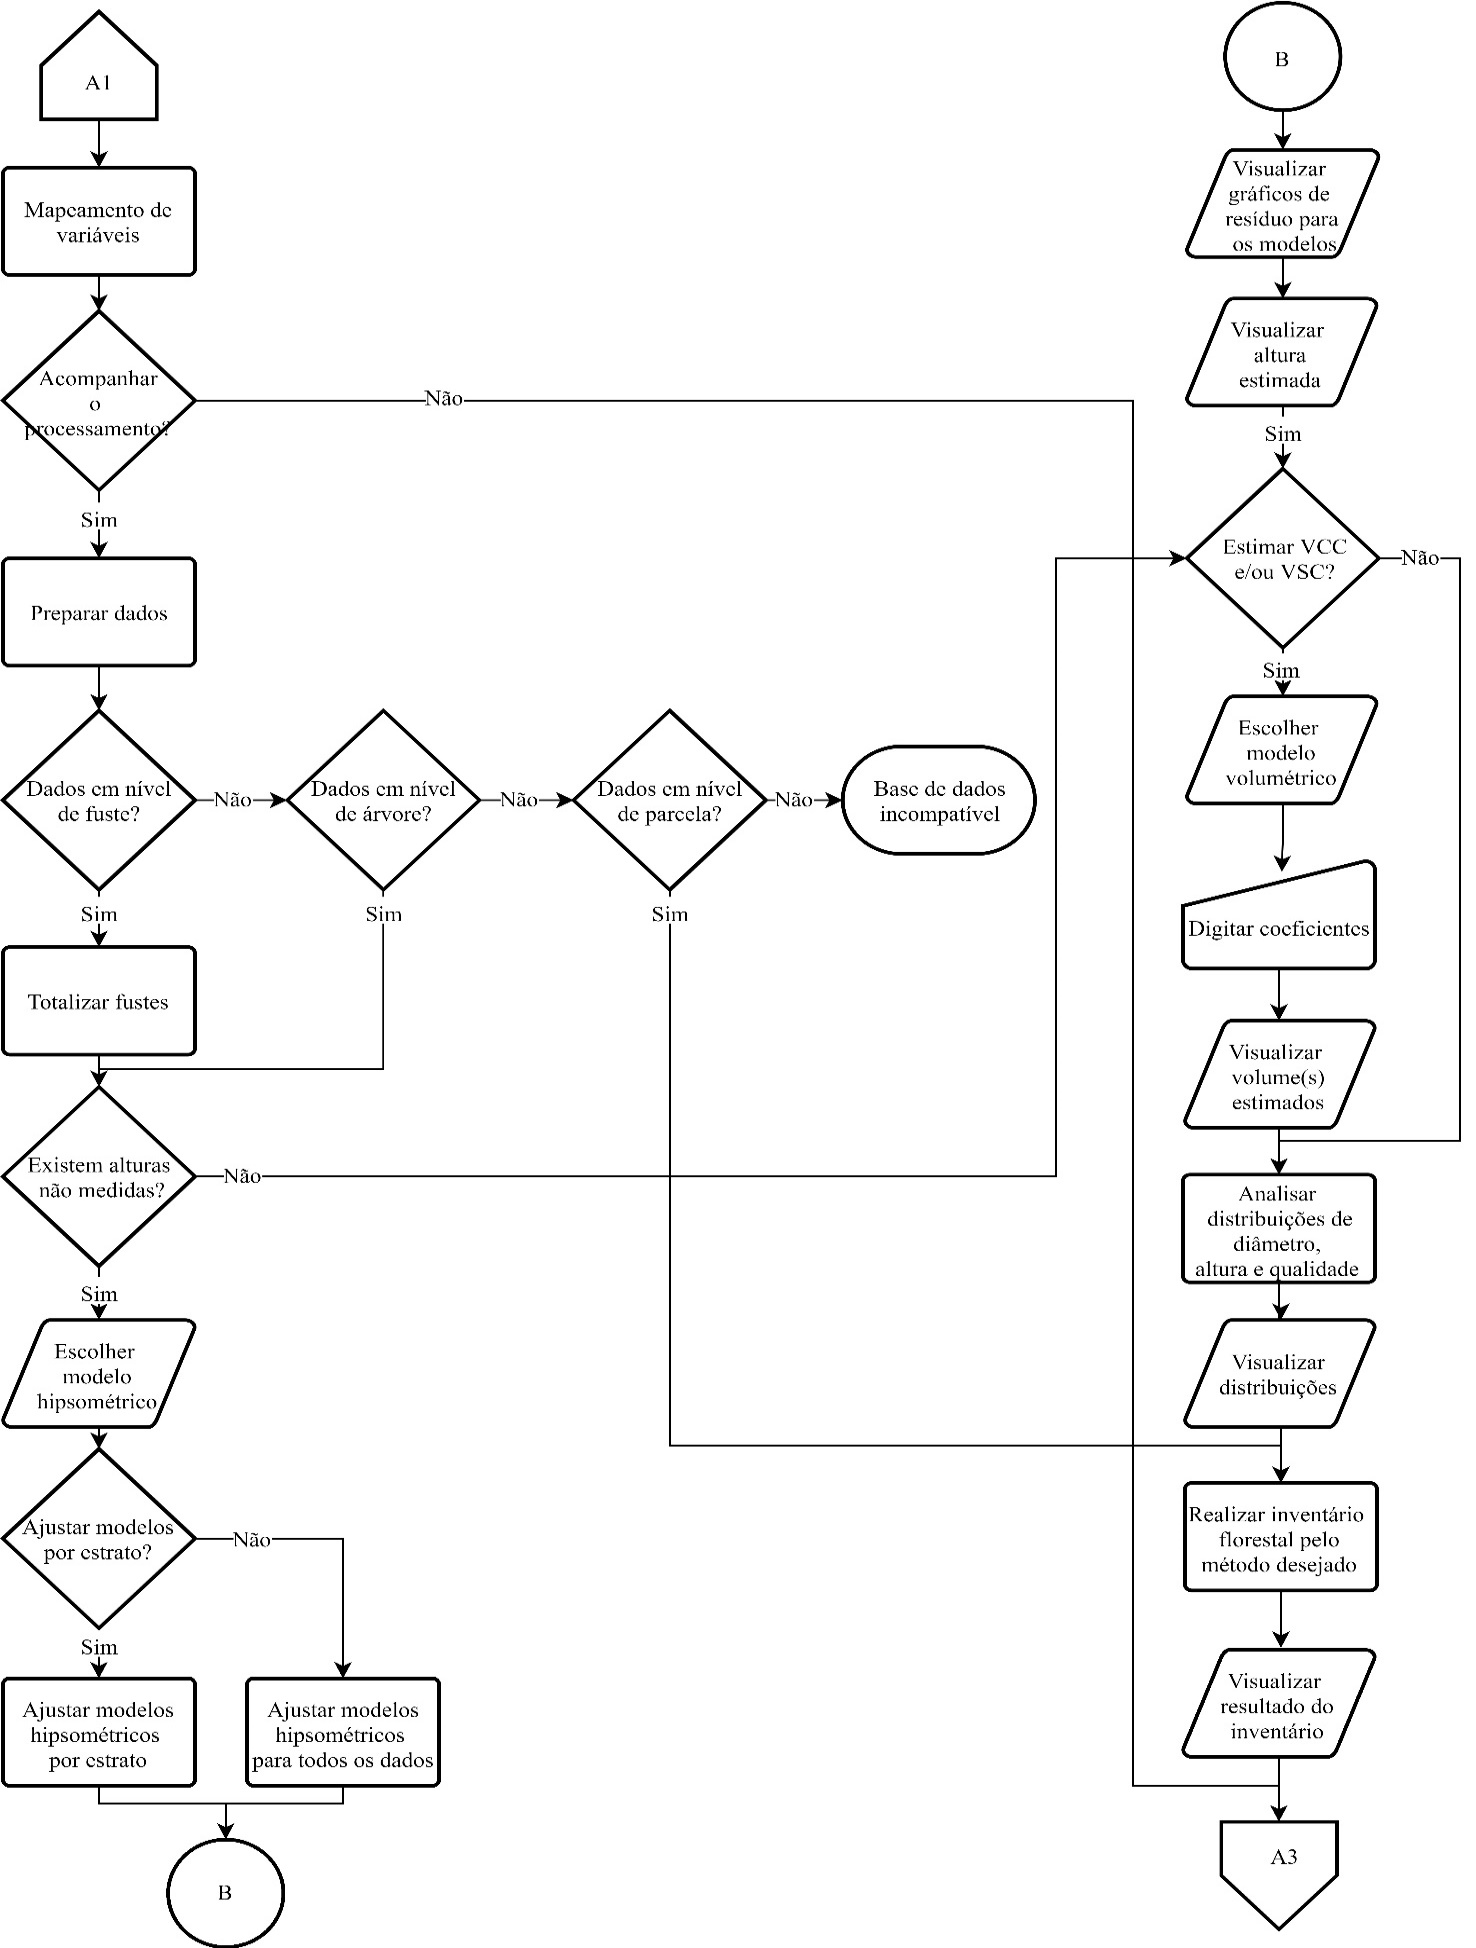 A1
Mapeamento de
variáveis
Acompanhar
o
processamento?
Não
Sim
Preparar dados
Dados em nível
de fuste?
Não
Dados em nível
de árvore?
Não
Dados em nível
de parcela?
Não
Base de dados
incompatível
Sim
Sim
Sim
Totalizar fustes
Existem alturas
não medidas?
Não
Sim
Escolher
modelo
hipsométrico
Ajustar modelos
por estrato?
Não
Sim
Ajustar modelos
hipsométricos
por estrato
Ajustar modelos
hipsométricos
para todos os dados
B
B
Visualizar
gráficos de
resíduo para
os modelos
Visualizar
altura
estimada
Sim
Estimar VCC
e/ou VSC?
Não
Sim
Escolher
modelo
volumétrico
Digitar coeficientes
Visualizar
volume(s)
estimados
Analisar
distribuições de
diâmetro,
altura e qualidade
Visualizar
distribuições
Realizar inventário
florestal pelo
método desejado
Visualizar
resultado do
inventário
A3